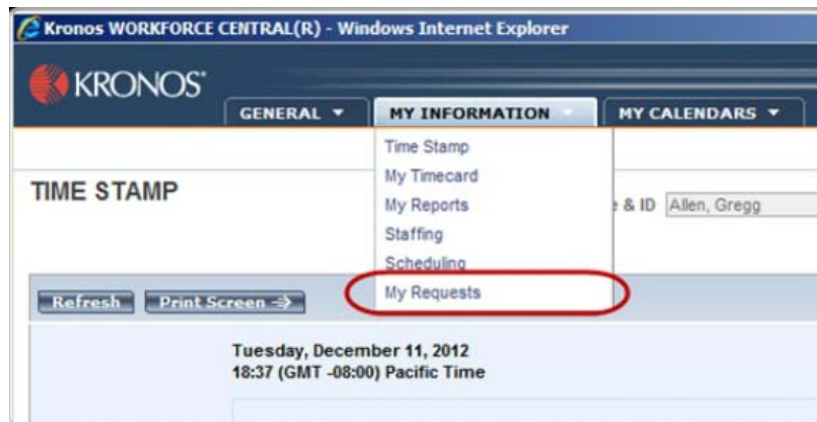 Kronos WORKFORCE CENTRAL(R) - Windows Internet Explorer
KRONOS
GENERAL MY INFORMATION MY CALENDARS
Time Stamp
My Timecard
TIME STAMP
My Reports
& ID Allen, Gregg
Staffing
Scheduling
My Requests
Refresh Print Screen
Tuesday, December 11, 2012
18:37 (GMT -08:00) Pacific Time